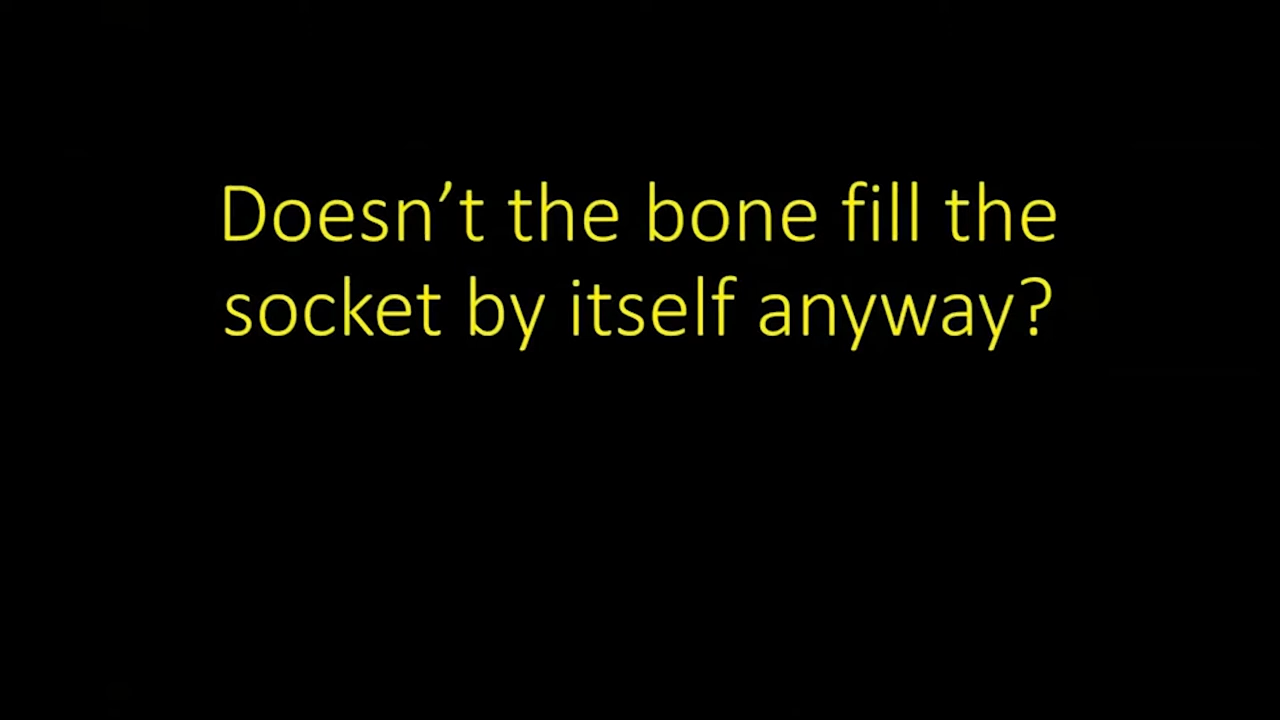 Doesn’t the bone fill the
socket by itself anyway?